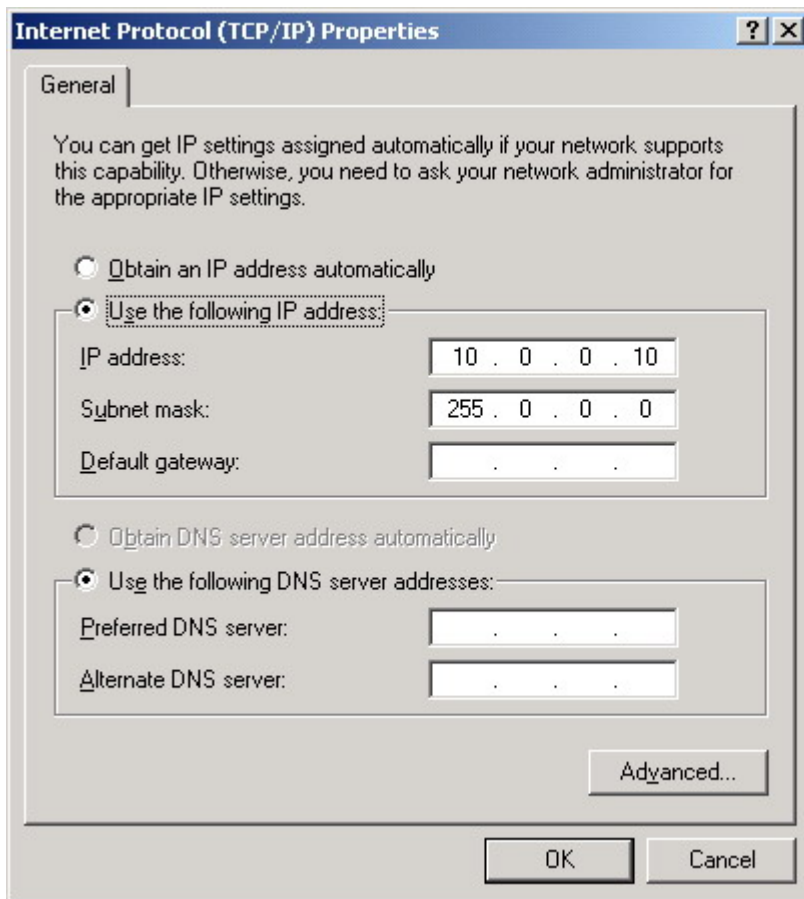 Internet Protocol (TCP/IP) Properties
General
You can get IP settings assigned automatically if your network supports
this capability. Otherwise, you need to ask your network administrator for
the appropriate IP settings.
Obtain an IP address automatically
Use the following IP address:
IP address: 10 . 0 . 0 . 10
Subnet mask: 255 . 0 . 0 . 0
Default gateway: . . .
Obtain DNS server address automatically
Use the following DNS server addresses:
Preferred DNS server: . . .
Alternate DNS server: . . .
Advanced...
OK Cancel